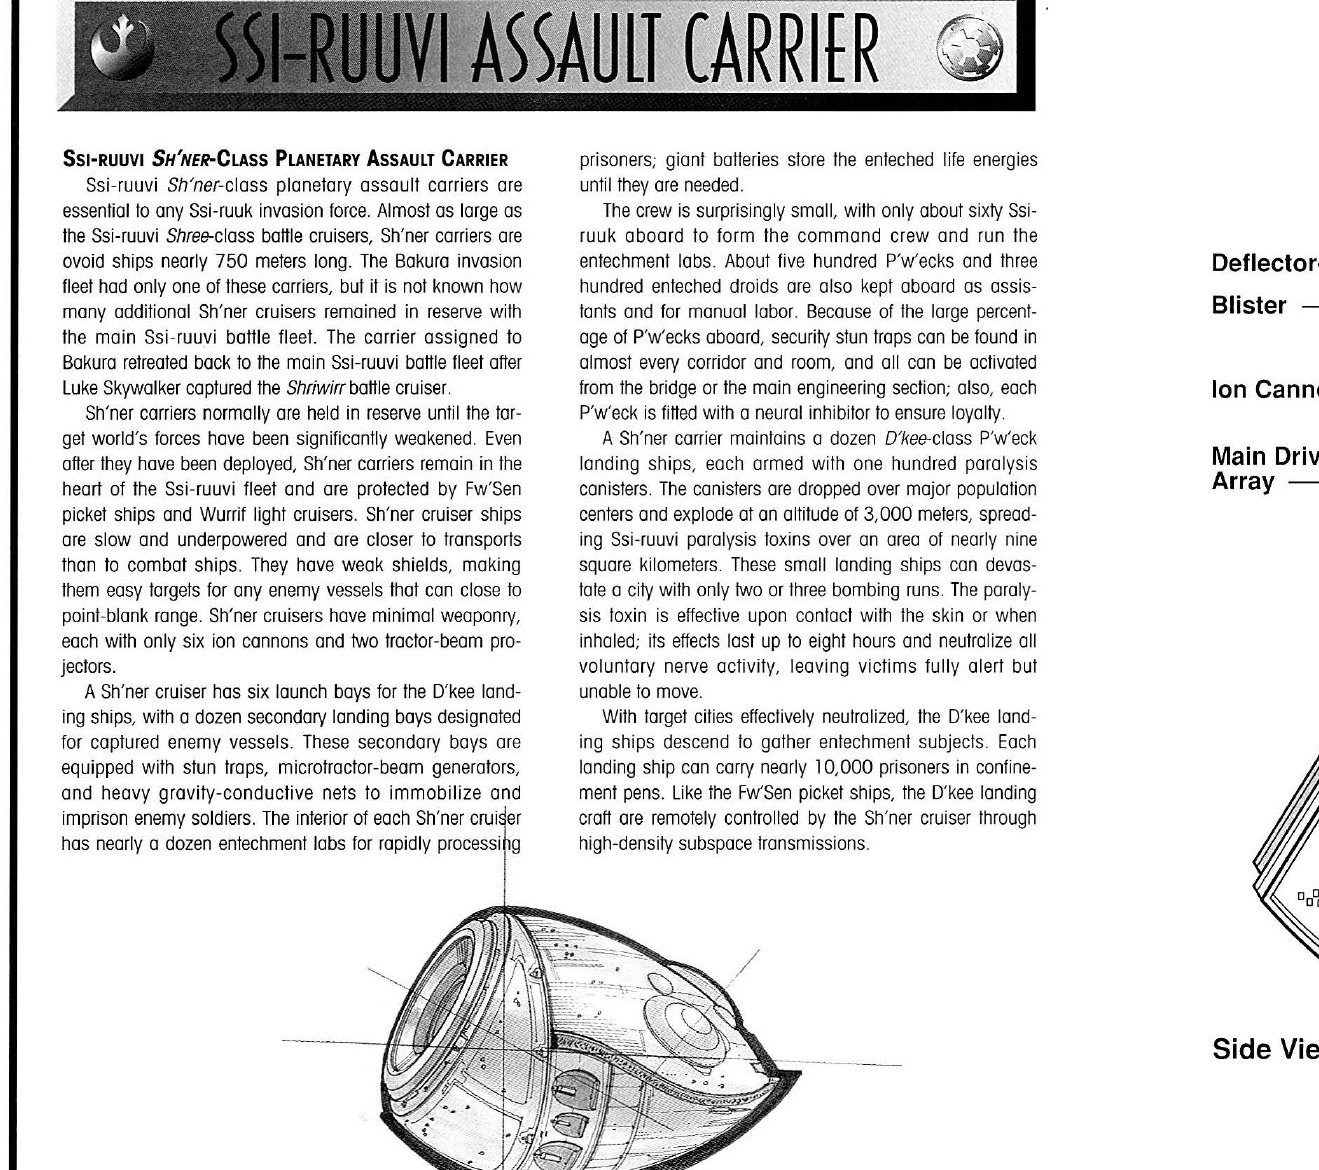 SSI-RUUVI ASSAULT CARRIER
SSI-RUUVI SH'NER-CLASS PLANETARY ASSAULT CARRIER
Ssi-ruuvi Sh'ner-class planetary assault carriers are
essential to any Ssi-ruuk invasion force. Almost as large as
the Ssi-ruuvi Shree-class battle cruisers, Sh'ner carriers are
ovoid ships nearly 750 meters long. The Bakura invasion
fleet had only one of these carriers, but it is not known how
many additional Sh'ner cruisers remained in reserve with
the main Ssi-ruuvi battle fleet. The carrier assigned to
Bakura retreated back to the main Ssi-ruuvi battle fleet after
Luke Skywalker captured the Shriwirr battle cruiser.
Sh'ner carriers normally are held in reserve until the tar-
get world's forces have been significantly weakened. Even
after they have been deployed, Sh'ner carriers remain in the
heart of the Ssi-ruuvi fleet and are protected by Fw'Sen
picket ships and Wurrif light cruisers. Sh'ner cruiser ships
are slow and underpowered and are closer to transports
than to combat ships. They have weak shields, making
them easy targets for any enemy vessels that can close to
point-blank range. Sh'ner cruisers have minimal weaponry,
each with only six ion cannons and two tractor-beam pro-
jectors.
A Sh'ner cruiser has six launch bays for the D'kee land-
ing ships, with a dozen secondary landing bays designated
for captured enemy vessels. These secondary bays are
equipped with stun traps, microtractor-beam generators,
and heavy gravity-conductive nets to immobilize and
imprison enemy soldiers. The interior of each Sh'ner cruiser
has nearly a dozen entechment labs for rapidly processing
prisoners; giant batteries store the enteched life energies
until they are needed.
The crew is surprisingly small, with only about sixty Ssi-
ruuk aboard to form the command crew and run the
entechment labs. About five hundred P'w'ecks and three
hundred enteched droids are also kept aboard as assis-
tants and for manual labor. Because of the large percent-
age of P'w'ecks aboard, security stun traps can be found in
almost every corridor and room, and all can be activated
from the bridge or the main engineering section; also, each
P'w'eck is fitted with a neural inhibitor to ensure loyalty.
A Sh'ner carrier maintains a dozen D'kee-class P'w'eck
landing ships, each armed with one hundred paralysis
canisters. The canisters are dropped over major population
centers and explode at an altitude of 3,000 meters, spread-
ing Ssi-ruuvi paralysis toxins over an area of nearly nine
square kilometers. These small landing ships can devas-
tate a city with only two or three bombing runs. The paraly-
sis toxin is effective upon contact with the skin or when
inhaled; its effects last up to eight hours and neutralize all
voluntary nerve activity, leaving victims fully alert but
unable to move.
With target cities effectively neutralized, the D'kee land-
ing ships descend to gather entechment subjects. Each
landing ship can carry nearly 10,000 prisoners in confine-
ment pens. Like the Fw'Sen picket ships, the D'kee landing
craft are remotely controlled by the Sh'ner cruiser through
high-density subspace transmissions.
Deflector
Blister
Ion Cann
Main Driv
Array
Side Vie